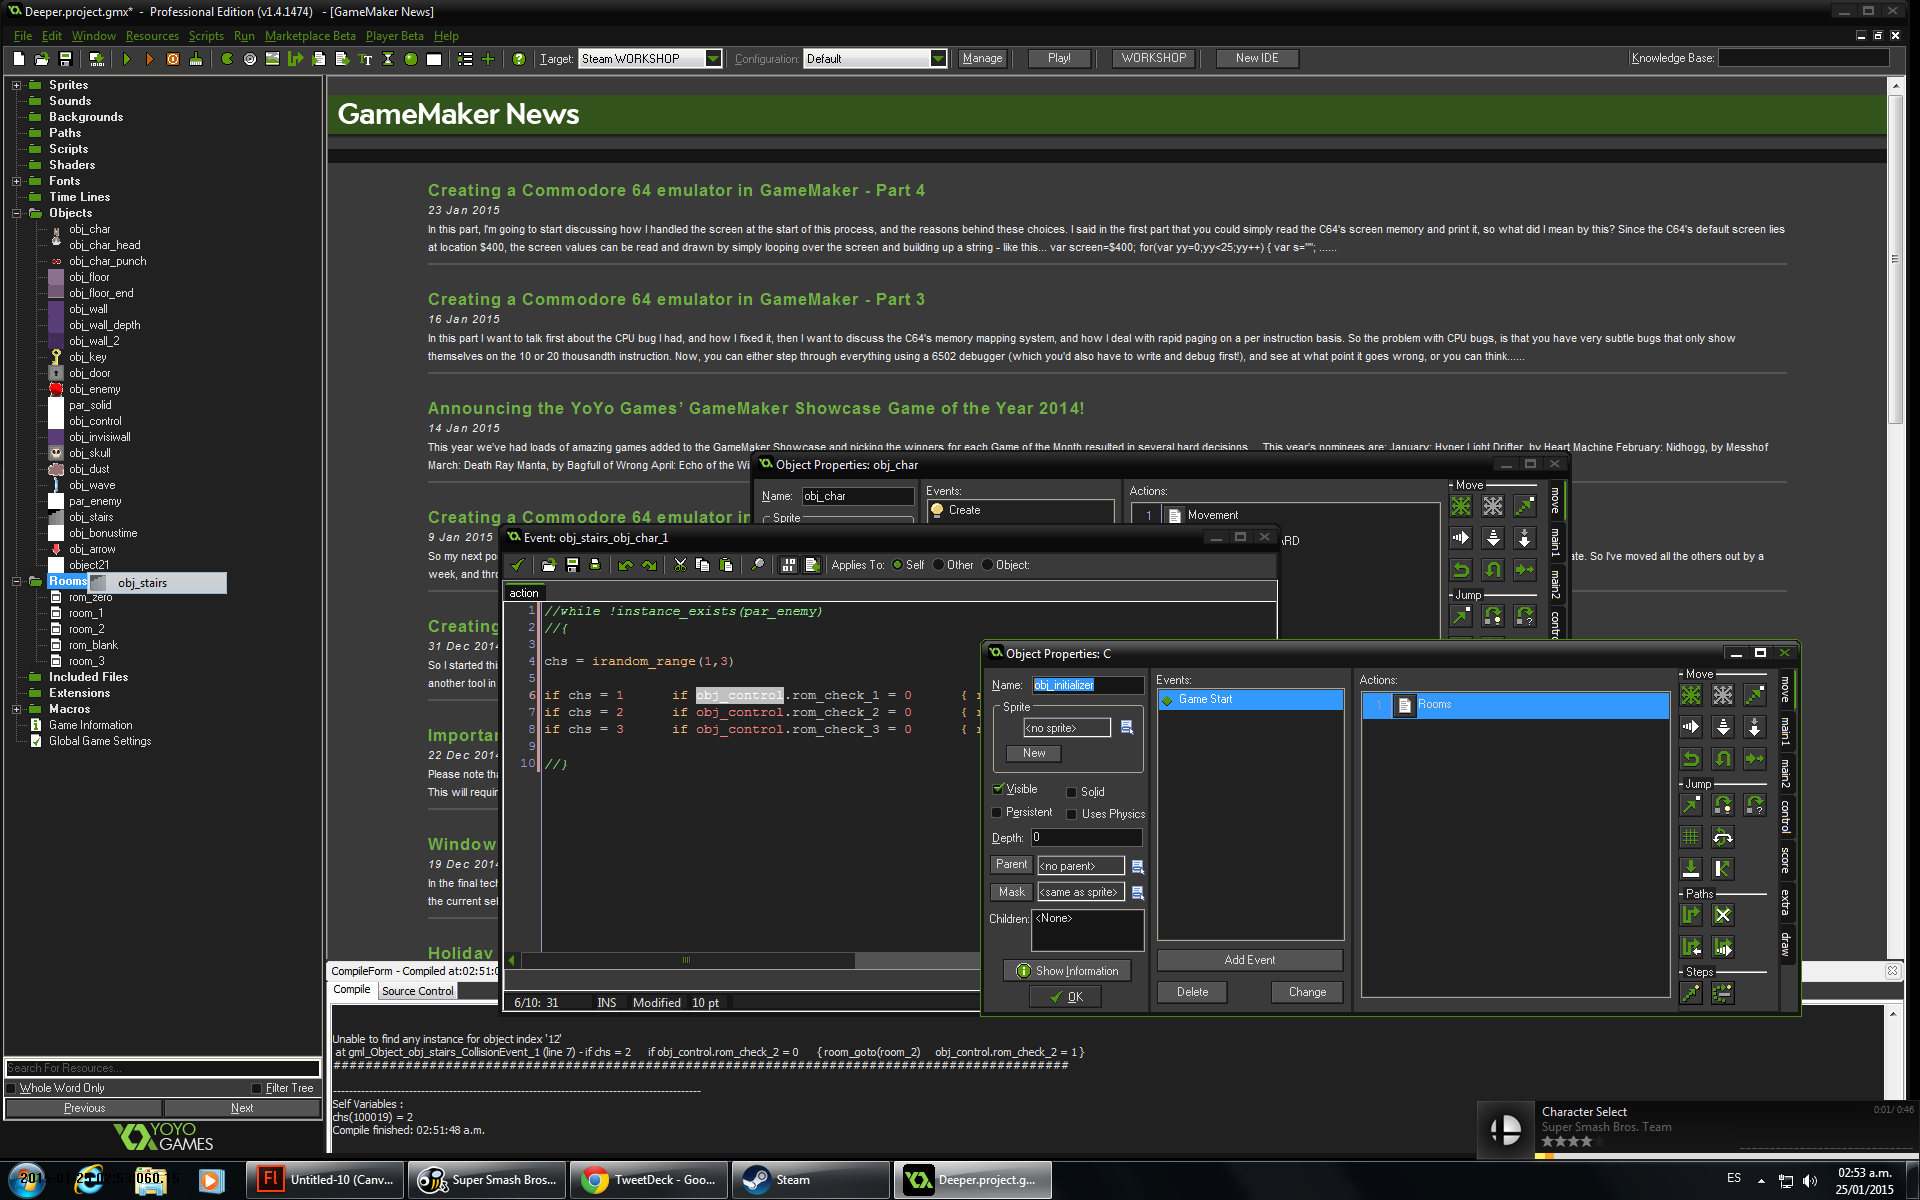 Deeper.project.gmx* - Professional Edition (v1.4.1474) - [GameMaker News]
File Edit Window Resources Scripts Run Marketplace Beta Player Beta Help
Target: Steam WORKSHOP Configuration: Default Manage Play! WORKSHOP New IDE Knowledge Base:
Sprites
Sounds
Backgrounds
Paths
Scripts
Shaders
Fonts
Time Lines
Objects
obj_char
obj_char_head
obj_char_punch
obj_floor
obj_floor_end
obj_wall
obj_wall_depth
obj_wall_2
obj_key
obj_door
obj_enemy
par_solid
obj_control
obj_invisiwall
obj_skull
obj_dust
obj_wave
par_enemy
obj_stairs
obj_bonustime
obj_arrow
object21
Rooms
obj_stairs
rom_zero
room_1
room_2
rom_blank
room_3
Included Files
Extensions
Macros
Game Information
Global Game Settings
Search For Resources...
Whole Word Only Filter Tree
Previous Next
YOYO
GAMES
GameMaker News
Creating a Commodore 64 emulator in GameMaker - Part 4
23 Jan 2015
In this part, I'm going to start discussing how I handled the screen at the start of this process, and the reasons behind these choices. I said in the first part that you could simply read the C64's screen memory and print it, so what did I mean by this? Since the C64's default screen lies
at location $400, the screen values can be read and drawn by simply looping over the screen and building up a string - like this... var screen=$400; for(var yy=0;yy<25;yy++) { var s=""; ......
Creating a Commodore 64 emulator in GameMaker - Part 3
16 Jan 2015
In this part I want to talk first about the CPU bug I had, and how I fixed it, then I want to discuss the C64's memory mapping system, and how I deal with rapid paging on a per instruction basis. So the problem with CPU bugs, is that you have very subtle bugs that only show
themselves on the 10 or 20 thousandth instruction. Now, you can either step through everything using a 6502 debugger (which you'd also have to write and debug first!), and see at what point it goes wrong, or you can think......
Announcing the YoYo Games' GameMaker Showcase Game of the Year 2014!
14 Jan 2015
This year we've had loads of amazing games added to the GameMaker Showcase and picking the winners for each Game of the Month resulted in several hard decisions... This year's nominees are: January: Hyper Light Drifter, by Heart Machine February: Nidhogg, by Messhof
March: Death Ray Manta, by Bagfull of Wrong April: Echo of the Wi
Creating a Commodore 64 emulator in
9 Jan 2015
So my next po
ate. So I've moved all the others out by a
week, and thro
Creating
31 Dec 2014
So I started this
another tool in
Importan
22 Dec 2014
Please note tha
This will requir
Window
19 Dec 2014
In the final tech
the current sel
Holiday
Object Properties: obj_char
Name: obj_char
Sprite
Events:
Create
Actions:
1 Movement
ARD
Move
Jump
move
main1
main2
contro
Event: obj_stairs_obj_char_1
Applies To: Self Other Object:
action
1 //while !instance_exists(par_enemy)
2 //{
3
4 chs = irandom_range(1,3)
5
6 if chs = 1 if obj_control.rom_check_1 = 0 {
7 if chs = 2 if obj_control.rom_check_2 = 0 {
8 if chs = 3 if obj_control.rom_check_3 = 0 {
9
10 //}
6/10: 31 INS Modified 10 pt
Object Properties: C
Name: obj_initializer
Sprite
<no sprite>
New
Visible Solid
Persistent Uses Physics
Depth: 0
Parent <no parent>
Mask <same as sprite>
Children: <None>
Show Information
OK
Events:
Game Start
Add Event
Delete Change
Actions:
1 Rooms
Move
Jump
Paths
Steps
move
main1
main2
control
score
extra
draw
CompileForm - Compiled at:02:51:0
Compile Source Control
Unable to find any instance for object index '12'
at gml_Object_obj_stairs_CollisionEvent_1 (line 7) - if chs = 2 if obj_control.rom_check_2 = 0 { room_goto(room_2) obj_control.rom_check_2 = 1 }
Self Variables :
chs(100019) = 2
Compile finished: 02:51:48 a.m.
Character Select
0:01/ 0:46
Super Smash Bros. Team
Untitled-10 (Canv...
Super Smash Bros...
TweetDeck - Goo...
Steam
Deeper.project.g...
ES
02:53 a.m.
25/01/2015